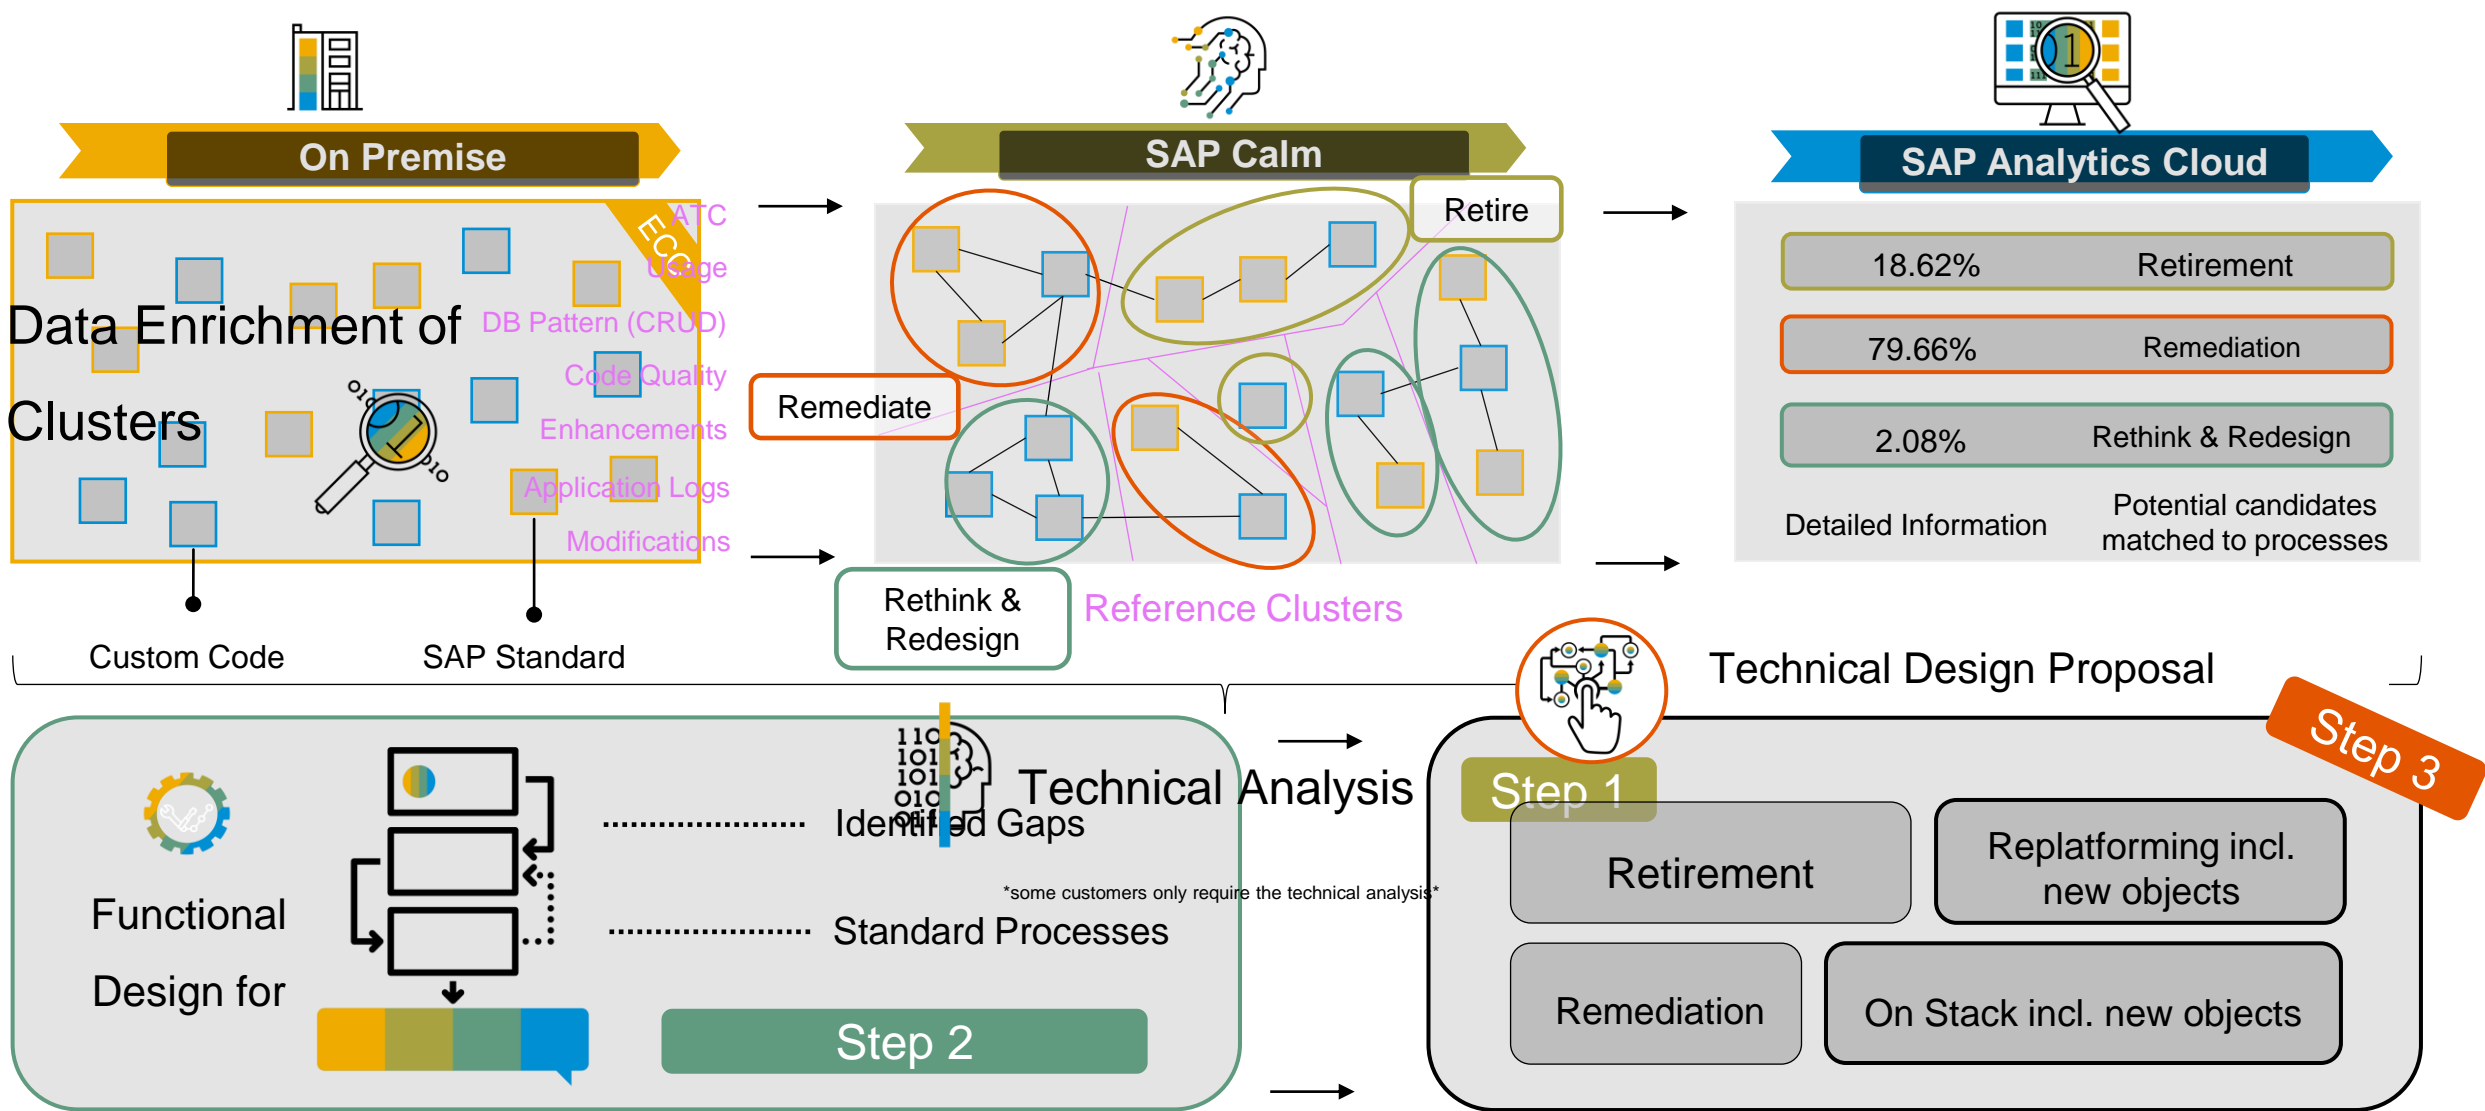 On Premise
SAP Calm
SAP Analytics Cloud
ECC
ATC
Usage
DB Pattern (CRUD)
Code Quality
Enhancements
Application Logs
Modifications
Data Enrichment of
Clusters
Custom Code
SAP Standard
Retire
Remediate
Rethink &
Redesign
Reference Clusters
18.62%
Retirement
79.66%
Remediation
2.08%
Rethink & Redesign
Detailed Information
Potential candidates
matched to processes
Technical Design Proposal
Functional
Design for
Identified Gaps
Standard Processes
Step 2
Technical Analysis
*some customers only require the technical analysis*
Step 1
Step 3
Retirement
Replatforming incl.
new objects
Remediation
On Stack incl. new objects